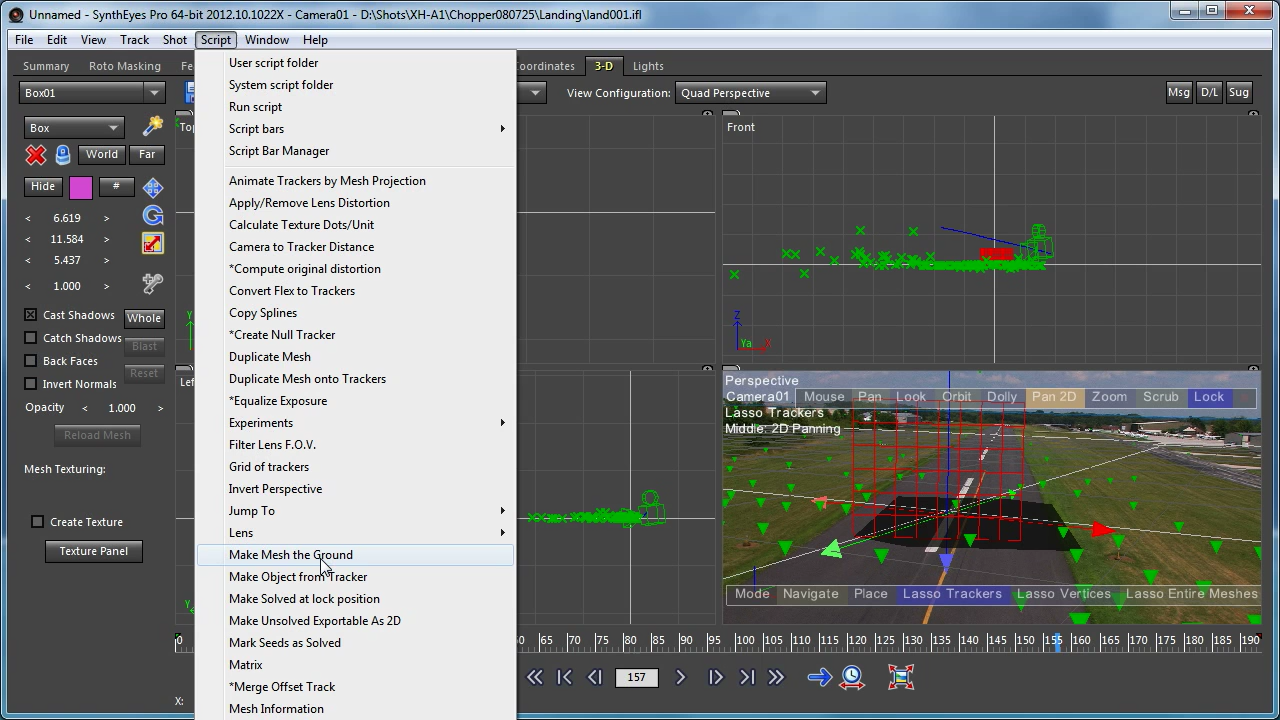 Unnamed - SynthEyes Pro 64-bit 2012.10.1022X - Camera01 - D:\Shots\XH-A1\Chopper080725\Landing\land001.ifl
File Edit View Track Shot Script Window Help
Summary Roto Masking Fe oordinates 3-D Lights
Box01 View Configuration: Quad Perspective Msg D/L Sug
User script folder
System script folder
Run script
Script bars
Script Bar Manager
Animate Trackers by Mesh Projection
Apply/Remove Lens Distortion
Calculate Texture Dots/Unit
Camera to Tracker Distance
*Compute original distortion
Convert Flex to Trackers
Copy Splines
*Create Null Tracker
Duplicate Mesh
Duplicate Mesh onto Trackers
*Equalize Exposure
Experiments
Filter Lens F.O.V.
Grid of trackers
Invert Perspective
Jump To
Lens
Make Mesh the Ground
Make Object from Tracker
Make Solved at lock position
Make Unsolved Exportable As 2D
Mark Seeds as Solved
Matrix
*Merge Offset Track
Mesh Information
Box
World Far
Hide #
< 6.619 >
< 11.584 >
< 5.437 >
< 1.000 >
Cast Shadows Whole
Catch Shadows Blast
Back Faces
Invert Normals Reset
Opacity < 1.000 >
Reload Mesh
Mesh Texturing:
Create Texture
Texture Panel
Top
Y
Front
Z
Ya X
Left
Y
Perspective
Camera01 Mouse Pan Look Orbit Dolly Pan 2D Zoom Scrub Lock
Lasso Trackers
Middle: 2D Panning
Mode Navigate Place Lasso Trackers Lasso Vertices Lasso Entire Meshes
0 60 65 70 75 80 85 90 95 100 105 110 115 120 125 130 135 140 145 150 155 160 165 170 175 180 185 190
157
X: